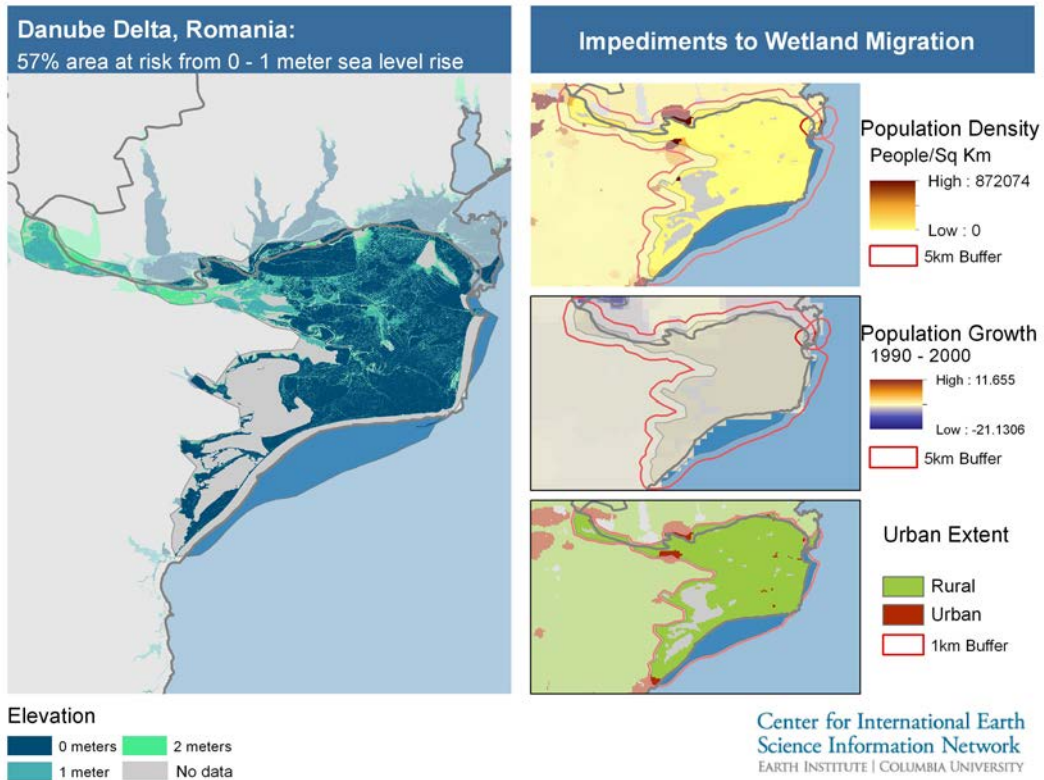 Danube Delta, Romania:
57% area at risk from 0 - 1 meter sea level rise
Impediments to Wetland Migration
Population Density
People/Sq Km
High : 872074
Low : 0
5km Buffer
Population Growth
1990 - 2000
High : 11.655
Low : -21.1306
5km Buffer
Urban Extent
Rural
Urban
1km Buffer
Elevation
0 meters
2 meters
1 meter
No data
Center for International Earth
Science Information Network
EARTH INSTITUTE | COLUMBIA UNIVERSITY